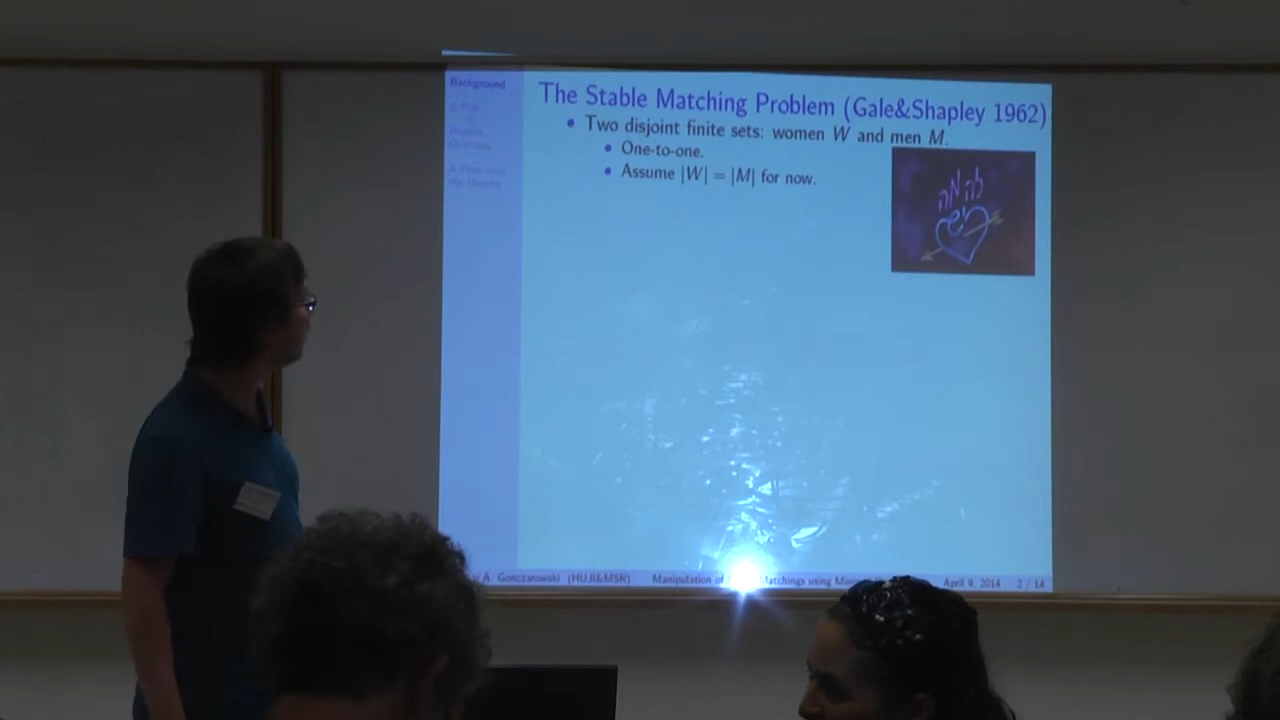 Background
The Stable Matching Problem (Gale&Shapley 1962)
• Two disjoint finite sets: women W and men M.
• One-to-one.
• Assume |W| = |M| for now.
A. Gonczarowski (HUJI&MSR) Manipulation of Matchings using April 9, 2014 2 / 14